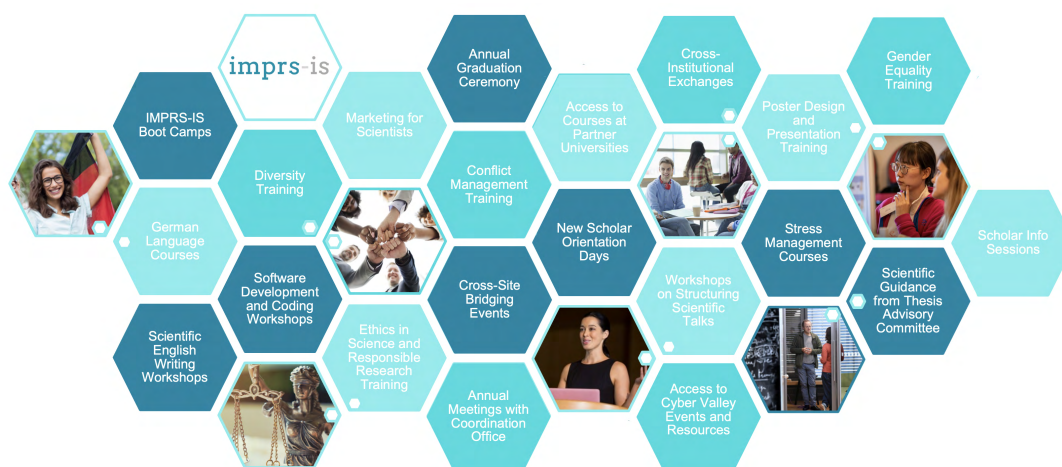 imprs-is
IMPRS-IS
Boot Camps
German
Language
Courses
Scientific
English
Writing
Workshops
Diversity
Training
Software
Development
and Coding
Workshops
Marketing for
Scientists
Ethics in
Science and
Responsible
Research
Training
Annual
Graduation
Ceremony
Conflict
Management
Training
Cross-Site
Bridging
Events
Annual
Meetings with
Coordination
Office
Access to
Courses at
Partner
Universities
New Scholar
Orientation
Days
Cross-
Institutional
Exchanges
Workshops
on Structuring
Scientific
Talks
Access to
Cyber Valley
Events and
Resources
Poster Design
and
Presentation
Training
Stress
Management
Courses
Gender
Equality
Training
Scientific
Guidance
from Thesis
Advisory
Committee
Scholar Info
Sessions